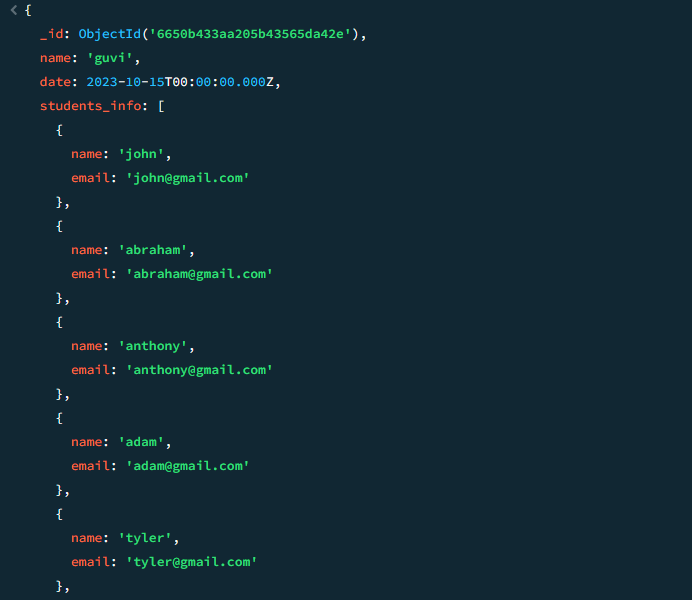 {
_id: ObjectId('6650b433aa205b43565da42e'),
name: 'guvi',
date: 2023-10-15T00:00:00.000Z,
students_info: [
{
name: 'john',
email: 'john@gmail.com'
},
{
name: 'abraham',
email: 'abraham@gmail.com'
},
{
name: 'anthony',
email: 'anthony@gmail.com'
},
{
name: 'adam',
email: 'adam@gmail.com'
},
{
name: 'tyler',
email: 'tyler@gmail.com'
},